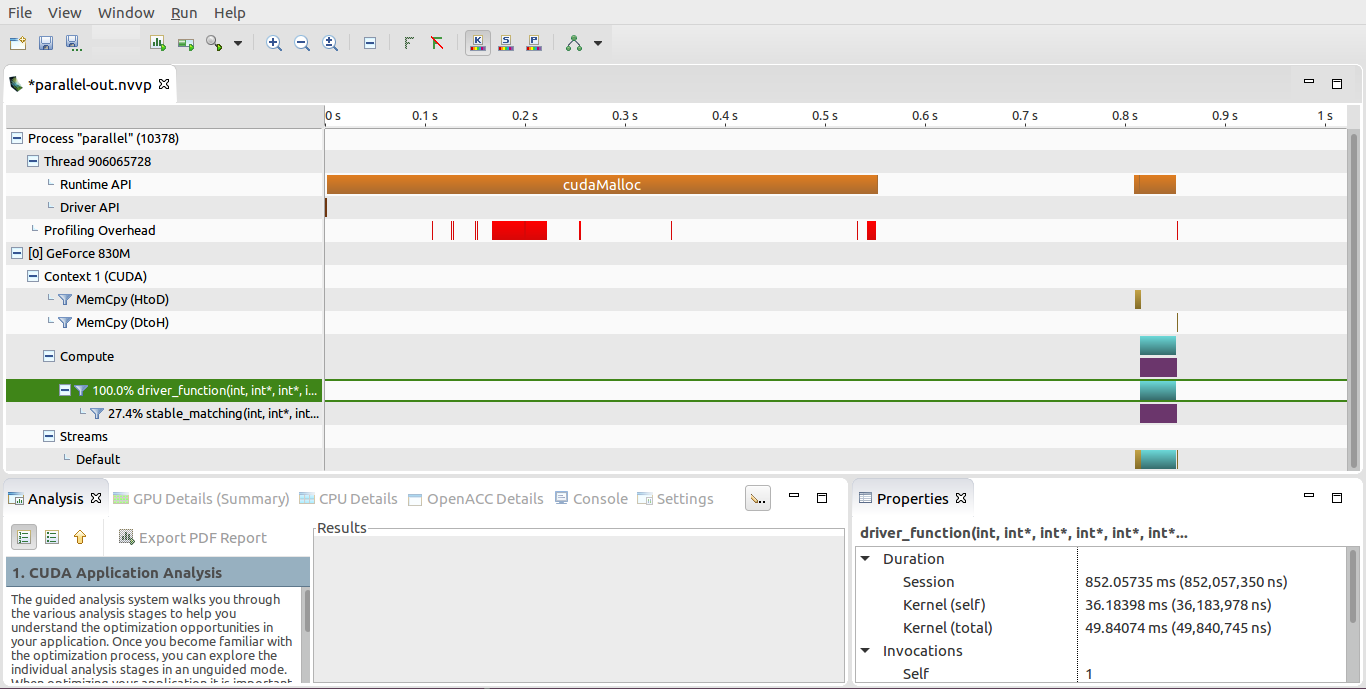 File View Window Run Help
*parallel-out.nvvp
0 s 0.1 s 0.2 s 0.3 s 0.4 s 0.5 s 0.6 s 0.7 s 0.8 s 0.9 s 1 s
Process "parallel" (10378)
Thread 906065728
Runtime API
cudaMalloc
Driver API
Profiling Overhead
[0] GeForce 830M
Context 1 (CUDA)
MemCpy (HtoD)
MemCpy (DtoH)
Compute
100.0% driver_function(int, int*, int*, i...
27.4% stable_matching(int, int*, int...
Streams
Default
Analysis GPU Details (Summary) CPU Details OpenACC Details Console Settings
Export PDF Report
1. CUDA Application Analysis
The guided analysis system walks you through
the various analysis stages to help you
understand the optimization opportunities in
your application. Once you become familiar with
the optimization process, you can explore the
individual analysis stages in an unguided mode.
When optimizing your application it is important
Results
Properties
driver_function(int, int*, int*, int*, int*, int*...
Duration
Session 852.05735 ms (852,057,350 ns)
Kernel (self) 36.18398 ms (36,183,978 ns)
Kernel (total) 49.84074 ms (49,840,745 ns)
Invocations
Self 1